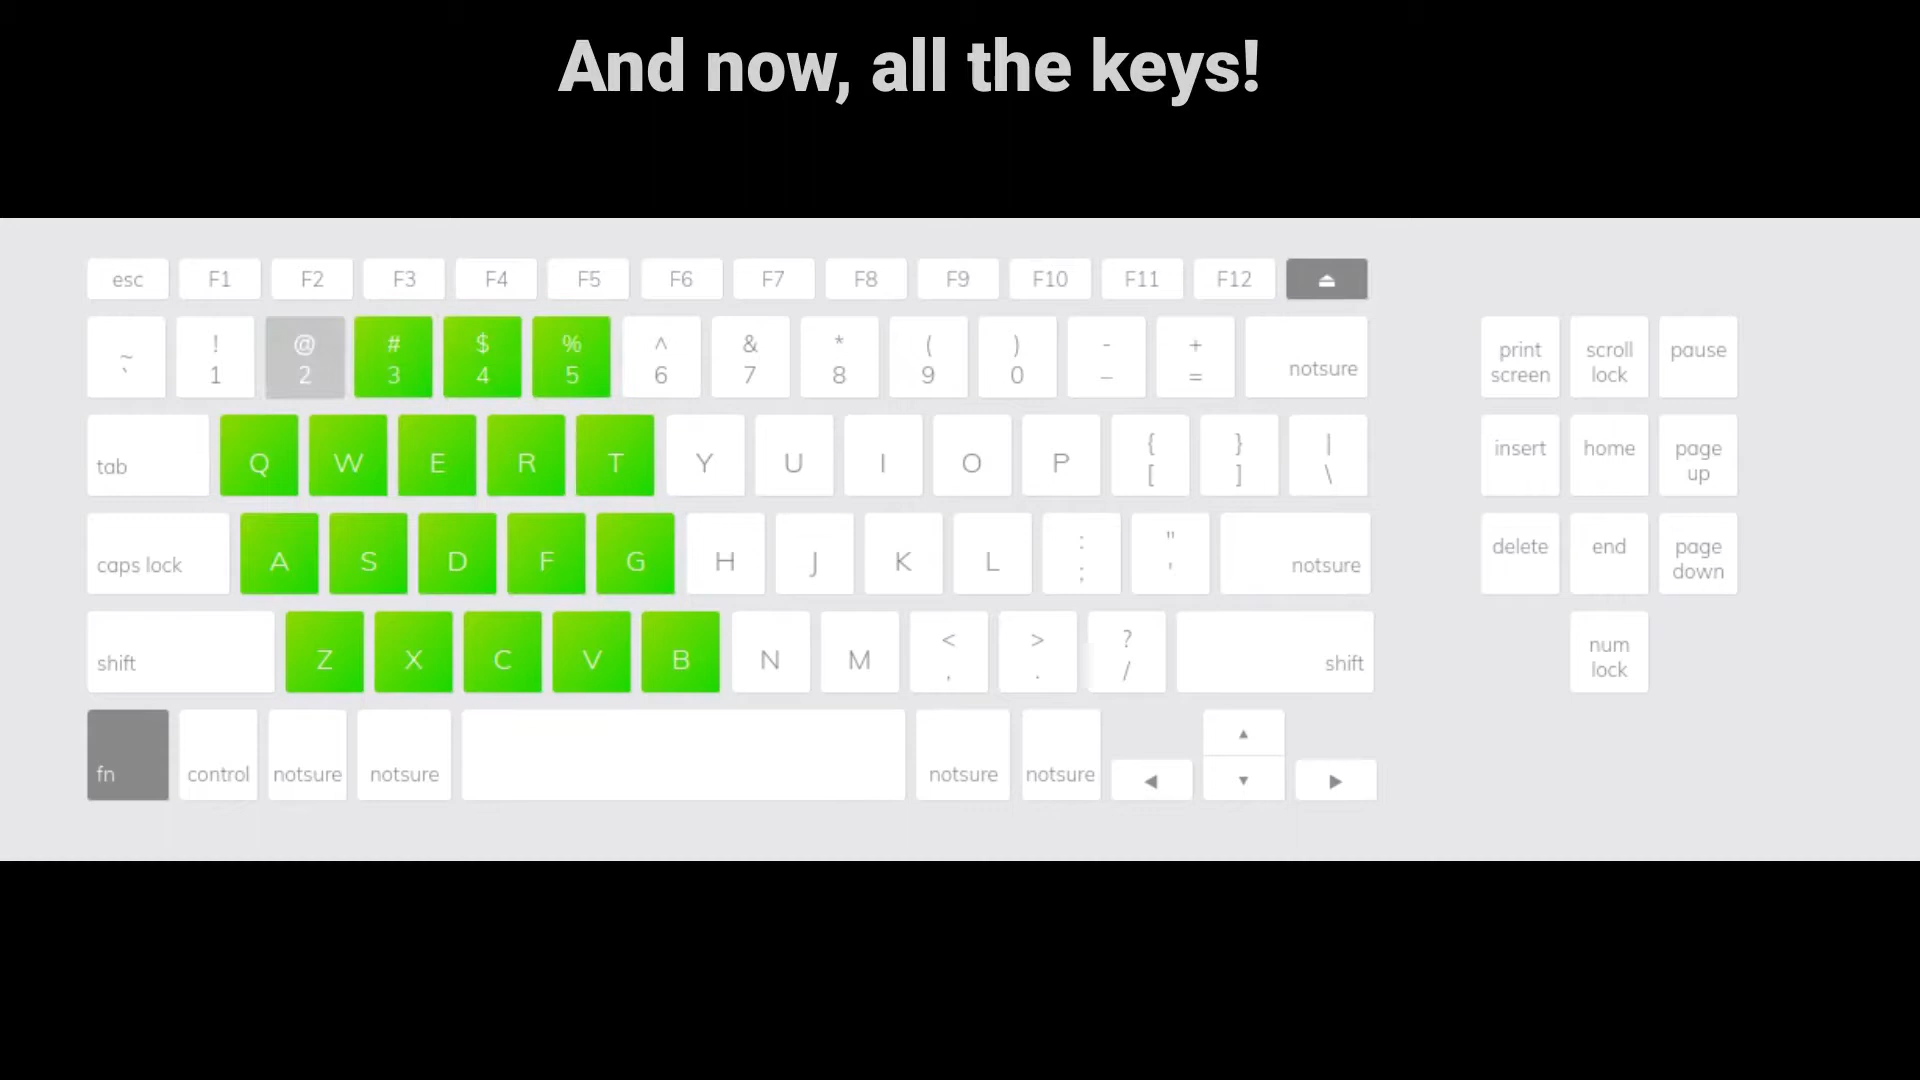 And now, all the keys!
esc F1 F2 F3 F4 F5 F6 F7 F8 F9 F10 F11 F12 ⏏
~ ! @ # $ % ^ & * ( ) - +
` 1 2 3 4 5 6 7 8 9 0 _ = notsure
print screen
scroll lock
pause
tab Q W E R T Y U I O P { } |
[ ] \
insert home page up
caps lock A S D F G H J K L : "
; ' notsure
delete end page down
shift Z X C V B N M < > ?
, . / shift
num lock
fn control notsure notsure notsure notsure ◀ ▲ ▼ ▶